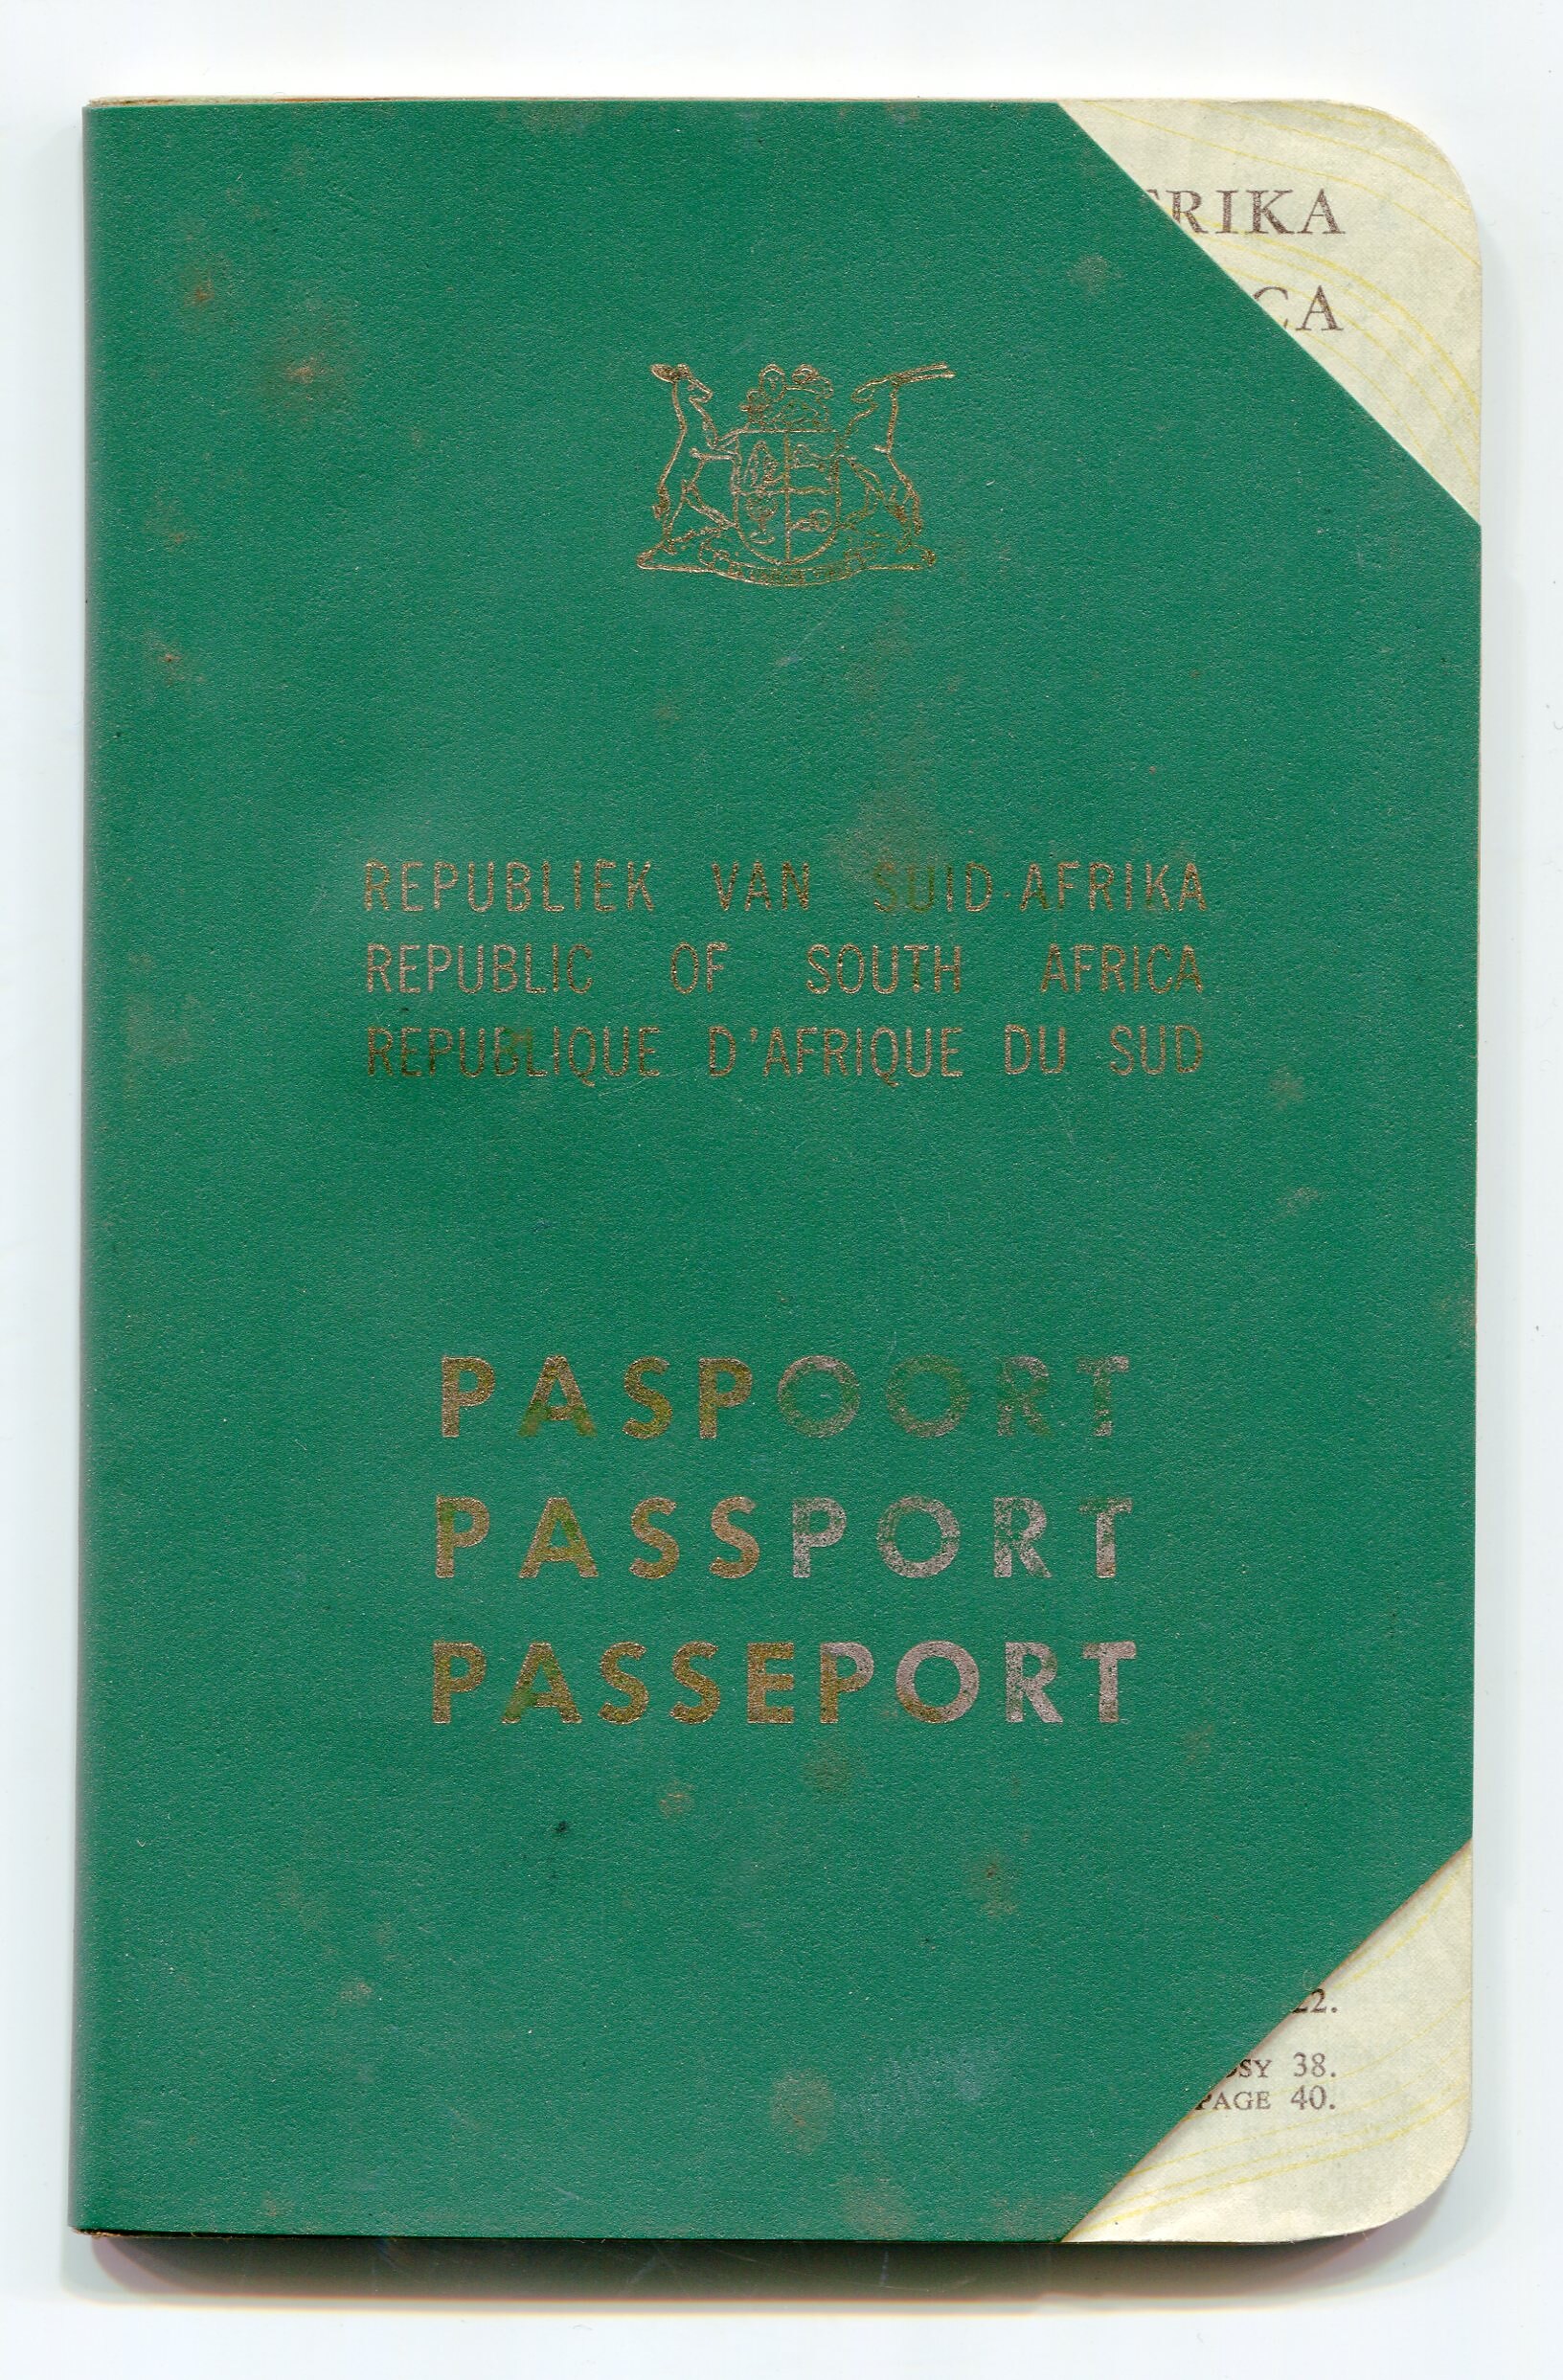 RIKA
CA
REPUBLIEK VAN SUID-AFRIKA
REPUBLIC OF SOUTH AFRICA
REPUBLIQUE D'AFRIQUE DU SUD
PASPOORT
PASSPORT
PASSEPORT
22.
SY 38.
PAGE 40.